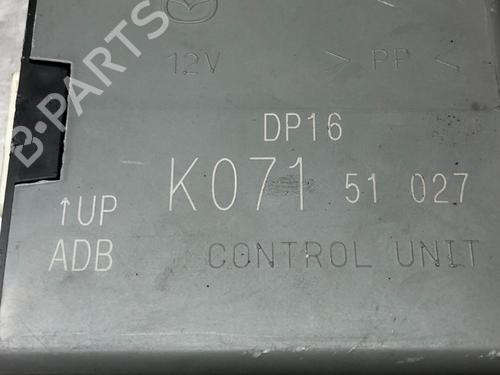 12V > PP <
DP16
K071 51 027
↑UP
ADB CONTROL UNIT
B-PARTS